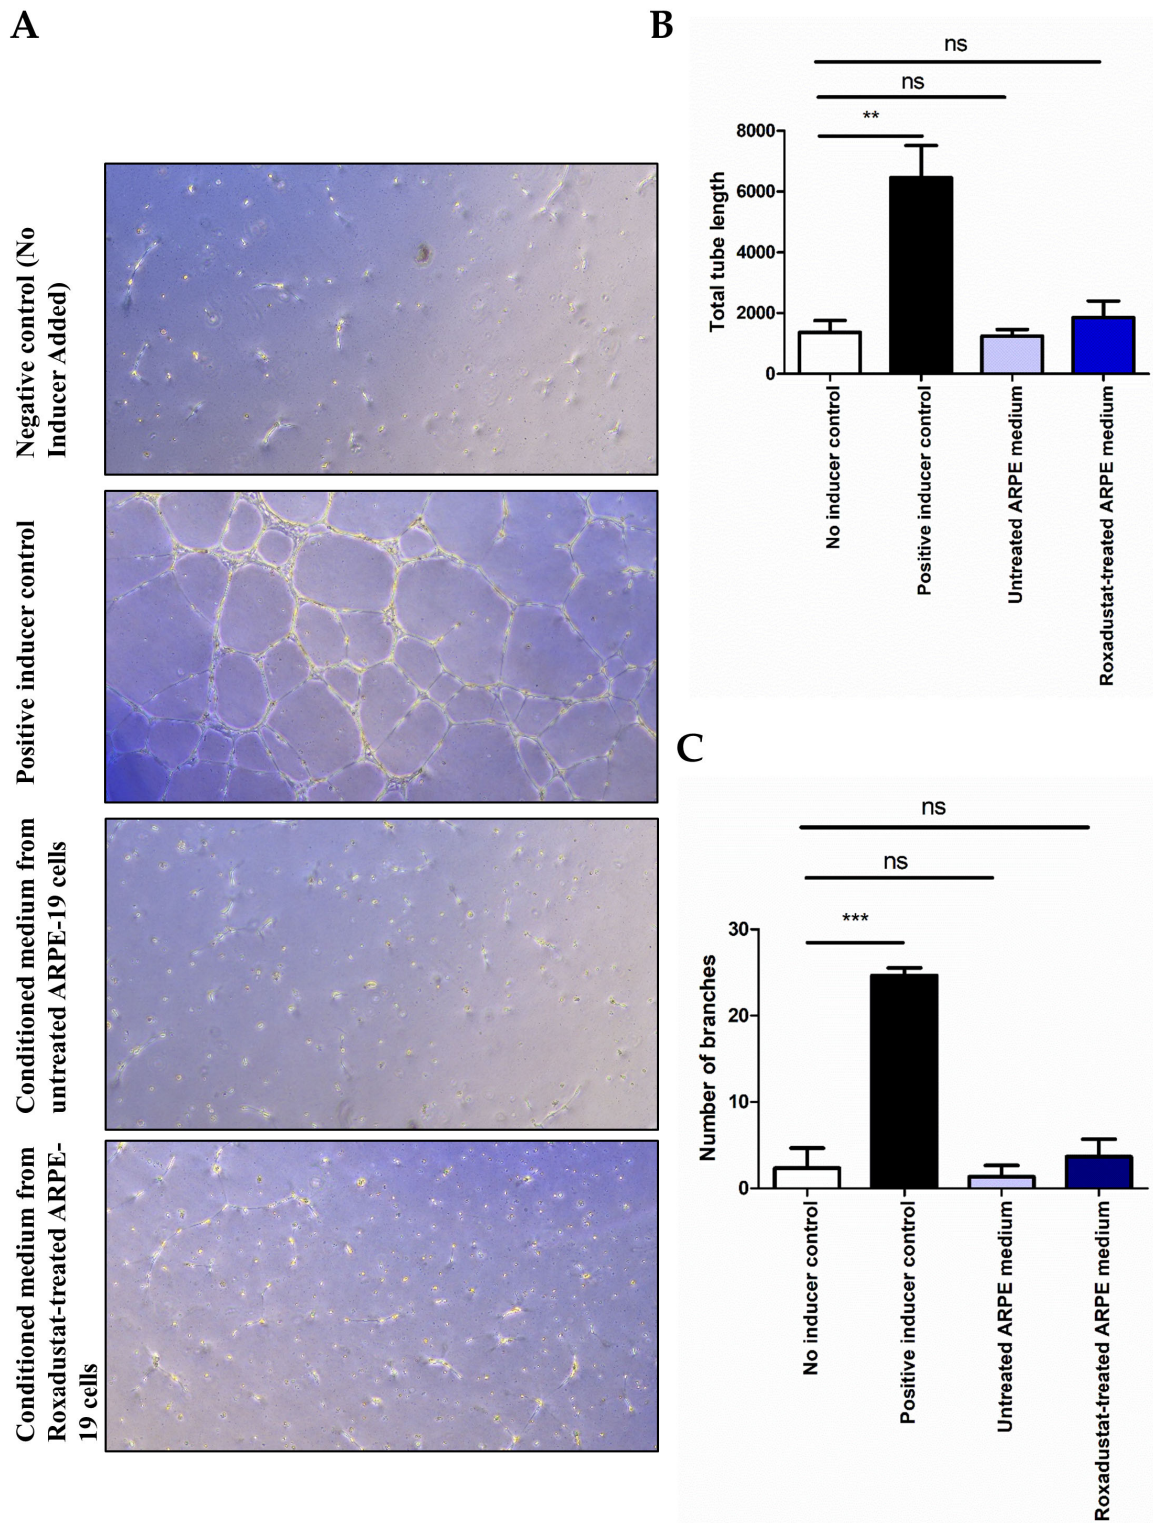 A
Negative control (No
Inducer Added)
Positive inducer control
Conditioned medium from
untreated ARPE-19 cells
Conditioned medium from
Roxadustat-treated ARPE-
19 cells
B
ns
ns
**
8000
6000
4000
2000
0
Total tube length
No inducer control
Positive inducer control
Untreated ARPE medium
Roxadustat-treated ARPE medium
C
ns
ns
***
30
20
10
0
Number of branches
No inducer control
Positive inducer control
Untreated ARPE medium
Roxadustat-treated ARPE medium